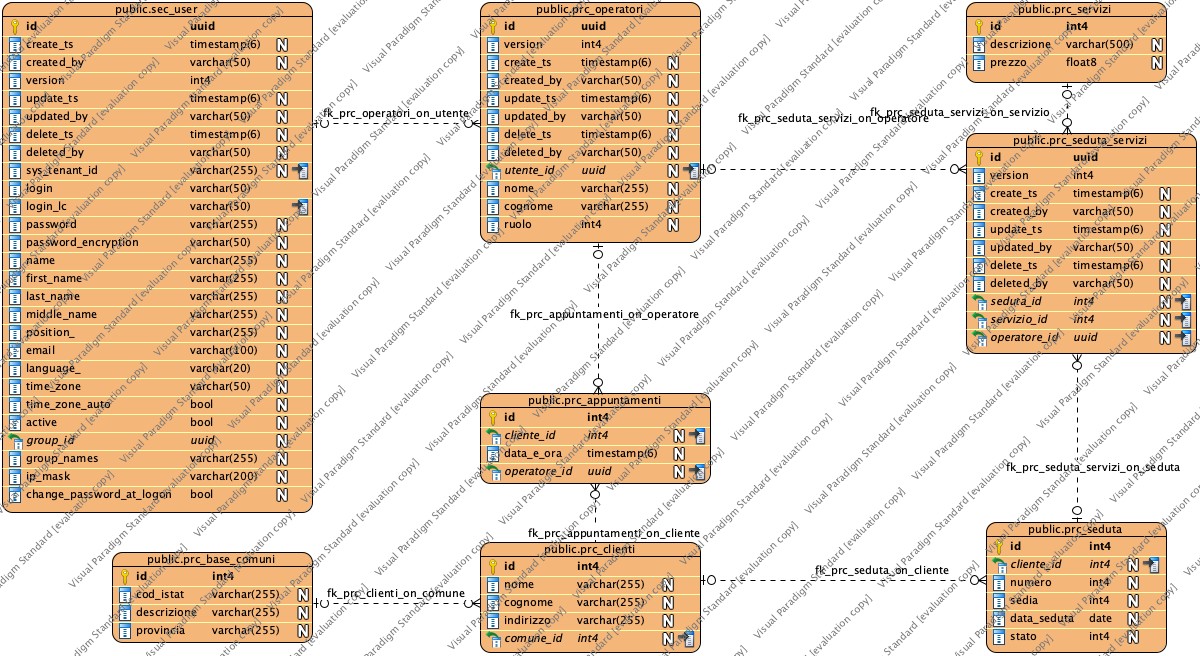 public.sec_user
id uuid
create_ts timestamp(6) N
created_by varchar(50) N
version int4
update_ts timestamp(6) N
updated_by varchar(50) N
delete_ts timestamp(6) N
deleted_by varchar(50) N
sys_tenant_id varchar(255) N
login varchar(50)
login_lc varchar(50)
password varchar(255) N
password_encryption varchar(50) N
name varchar(255) N
first_name varchar(255) N
last_name varchar(255) N
middle_name varchar(255) N
position_ varchar(255) N
email varchar(100) N
language_ varchar(20) N
time_zone varchar(50) N
time_zone_auto bool N
active bool N
group_id uuid N
group_names varchar(255) N
ip_mask varchar(200) N
change_password_at_logon bool N
fk_prc_operatori_on_utente
public.prc_operatori
id uuid
version int4
create_ts timestamp(6) N
created_by varchar(50) N
update_ts timestamp(6) N
updated_by varchar(50) N
delete_ts timestamp(6) N
deleted_by varchar(50) N
utente_id uuid N
nome varchar(255) N
cognome varchar(255) N
ruolo int4 N
fk_prc_seduta_servizi_on_operatore
fk_prc_seduta_servizi_on_servizio
public.prc_servizi
id int4
descrizione varchar(500) N
prezzo float8 N
public.prc_seduta_servizi
id uuid
version int4
create_ts timestamp(6) N
created_by varchar(50) N
update_ts timestamp(6) N
updated_by varchar(50) N
delete_ts timestamp(6) N
deleted_by varchar(50) N
seduta_id int4 N
servizio_id int4 N
operatore_id uuid N
fk_prc_appuntamenti_on_operatore
public.prc_appuntamenti
id int4
cliente_id int4 N
data_e_ora timestamp(6) N
operatore_id uuid N
fk_prc_seduta_servizi_on_seduta
fk_prc_appuntamenti_on_cliente
public.prc_base_comuni
id int4
cod_istat varchar(255) N
descrizione varchar(255) N
provincia varchar(255) N
fk_prc_clienti_on_comune
public.prc_clienti
id int4
nome varchar(255) N
cognome varchar(255) N
indirizzo varchar(255) N
comune_id int4 N
fk_prc_seduta_on_cliente
public.prc_seduta
id int4
cliente_id int4 N
numero int4 N
sedia int4 N
data_seduta date N
stato int4 N
Visual Paradigm Standard [evaluation copy]